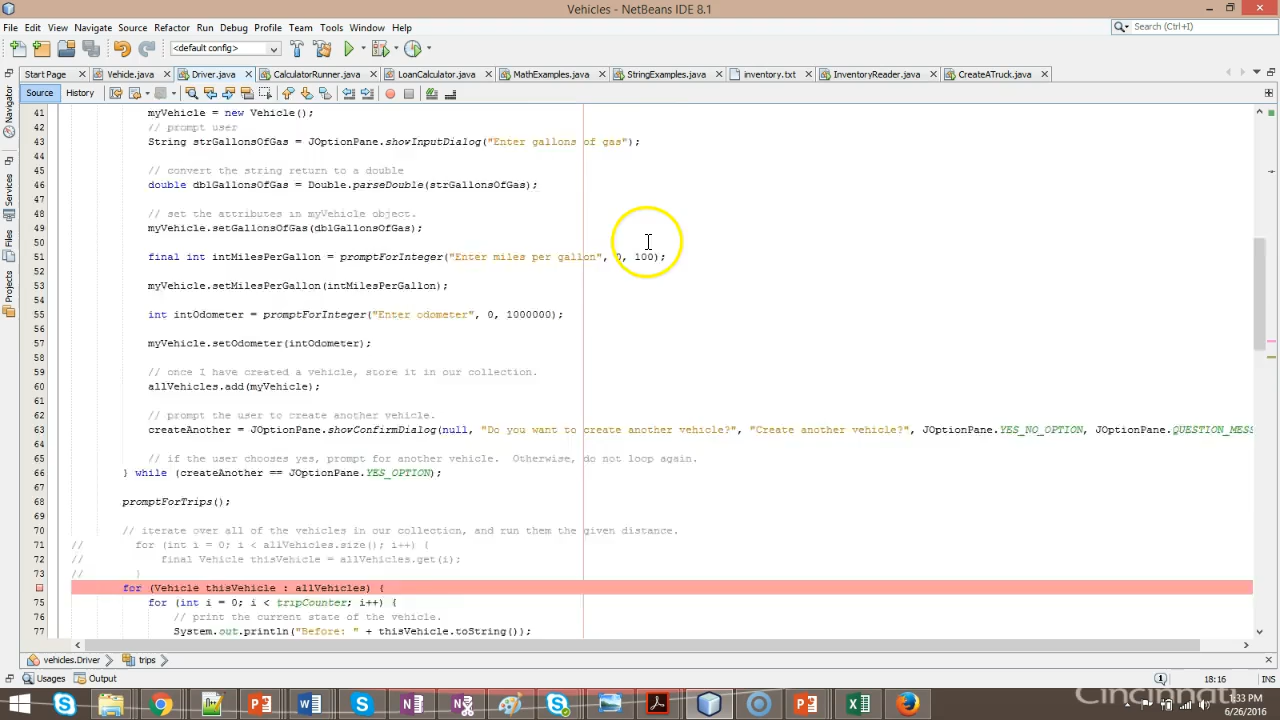 Vehicles - NetBeans IDE 8.1
File Edit View Navigate Source Refactor Run Debug Profile Team Tools Window Help
Search (Ctrl+I)
<default config>
Start Page Vehicle.java Driver.java CalculatorRunner.java LoanCalculator.java MathExamples.java StringExamples.java inventory.txt InventoryReader.java CreateATruck.java
Source History
Navigator
Services
Files
Projects
41 myVehicle = new Vehicle();
42 // prompt user
43 String strGallonsOfGas = JOptionPane.showInputDialog("Enter gallons of gas");
44
45 // convert the string return to a double
46 double dblGallonsOfGas = Double.parseDouble(strGallonsOfGas);
47
48 // set the attributes in myVehicle object.
49 myVehicle.setGallonsOfGas(dblGallonsOfGas);
50
51 final int intMilesPerGallon = promptForInteger("Enter miles per gallon", 0, 100);
52
53 myVehicle.setMilesPerGallon(intMilesPerGallon);
54
55 int intOdometer = promptForInteger("Enter odometer", 0, 1000000);
56
57 myVehicle.setOdometer(intOdometer);
58
59 // once I have created a vehicle, store it in our collection.
60 allVehicles.add(myVehicle);
61
62 // prompt the user to create another vehicle.
63 createAnother = JOptionPane.showConfirmDialog(null, "Do you want to create another vehicle?", "Create another vehicle?", JOptionPane.YES_NO_OPTION, JOptionPane.QUESTION_MESS
64
65 // if the user chooses yes, prompt for another vehicle. Otherwise, do not loop again.
66 } while (createAnother == JOptionPane.YES_OPTION);
67
68 promptForTrips();
69
70 // iterate over all of the vehicles in our collection, and run them the given distance.
71 // for (int i = 0; i < allVehicles.size(); i++) {
72 // final Vehicle thisVehicle = allVehicles.get(i);
73 // }
for (Vehicle thisVehicle : allVehicles) {
75 for (int i = 0; i < tripCounter; i++) {
76 // print the current state of the vehicle.
77 System.out.println("Before: " + thisVehicle.toString());
vehicles.Driver trips
Usages Output
1 18:16 INS
Cincinnati
1:33 PM
6/26/2016